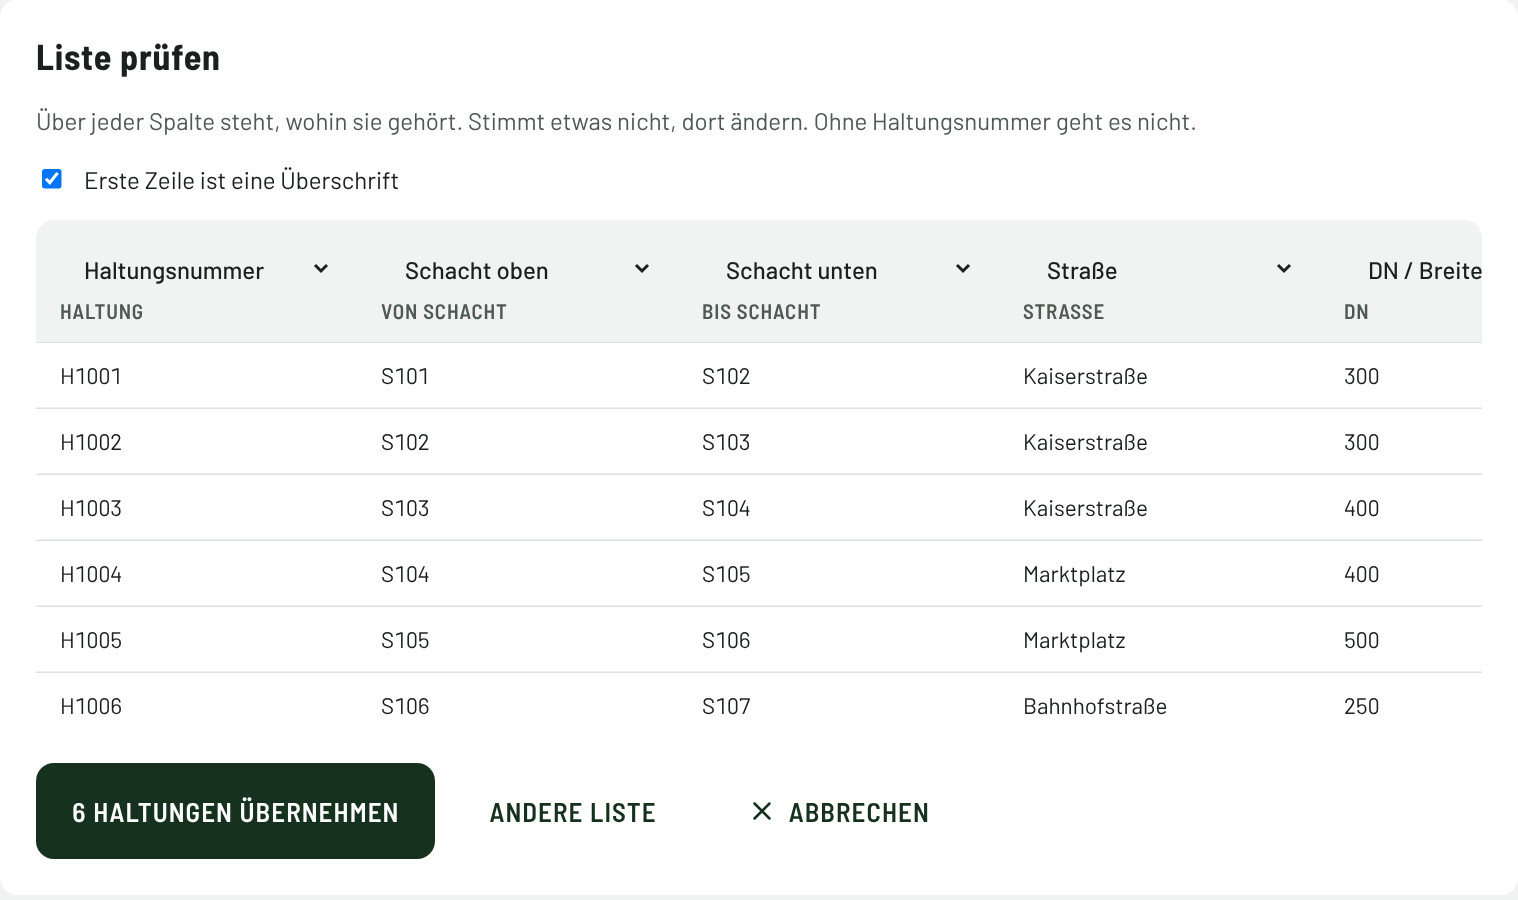 Liste prüfen
Über jeder Spalte steht, wohin sie gehört. Stimmt etwas nicht, dort ändern. Ohne Haltungsnummer geht es nicht.
Erste Zeile ist eine Überschrift
Haltungsnummer Schacht oben Schacht unten Straße DN / Breite
HALTUNG VON SCHACHT BIS SCHACHT STRASSE DN
H1001 S101 S102 Kaiserstraße 300
H1002 S102 S103 Kaiserstraße 300
H1003 S103 S104 Kaiserstraße 400
H1004 S104 S105 Marktplatz 400
H1005 S105 S106 Marktplatz 500
H1006 S106 S107 Bahnhofstraße 250
6 HALTUNGEN ÜBERNEHMEN ANDERE LISTE ABBRECHEN